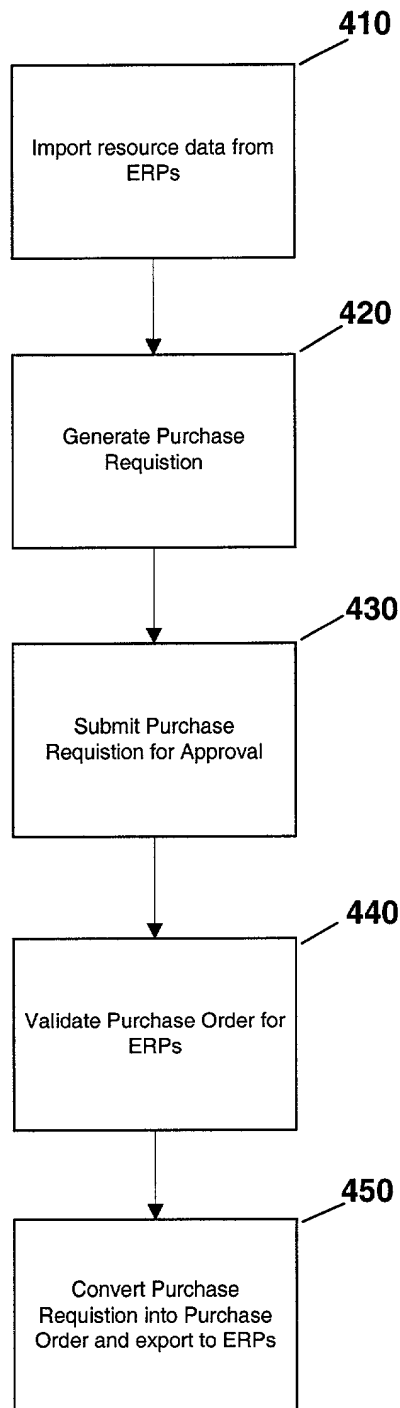 410
Import resource data from
ERPs
420
Generate Purchase
Requistion
430
Submit Purchase
Requistion for Approval
440
Validate Purchase Order for
ERPs
450
Convert Purchase
Requistion into Purchase
Order and export to ERPs